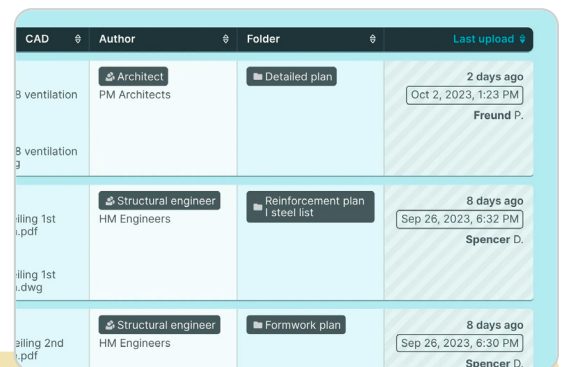 CAD Author Folder Last upload
Architect Detailed plan 2 days ago
8 ventilation PM Architects Oct 2, 2023, 1:23 PM
Freund P.
8 ventilation
g
Structural engineer Reinforcement plan 8 days ago
I steel list
eiling 1st HM Engineers Sep 26, 2023, 6:32 PM
.pdf
Spencer D.
eiling 1st
.dwg
Structural engineer Formwork plan 8 days ago
eiling 2nd HM Engineers Sep 26, 2023, 6:30 PM
.pdf
Spencer D.